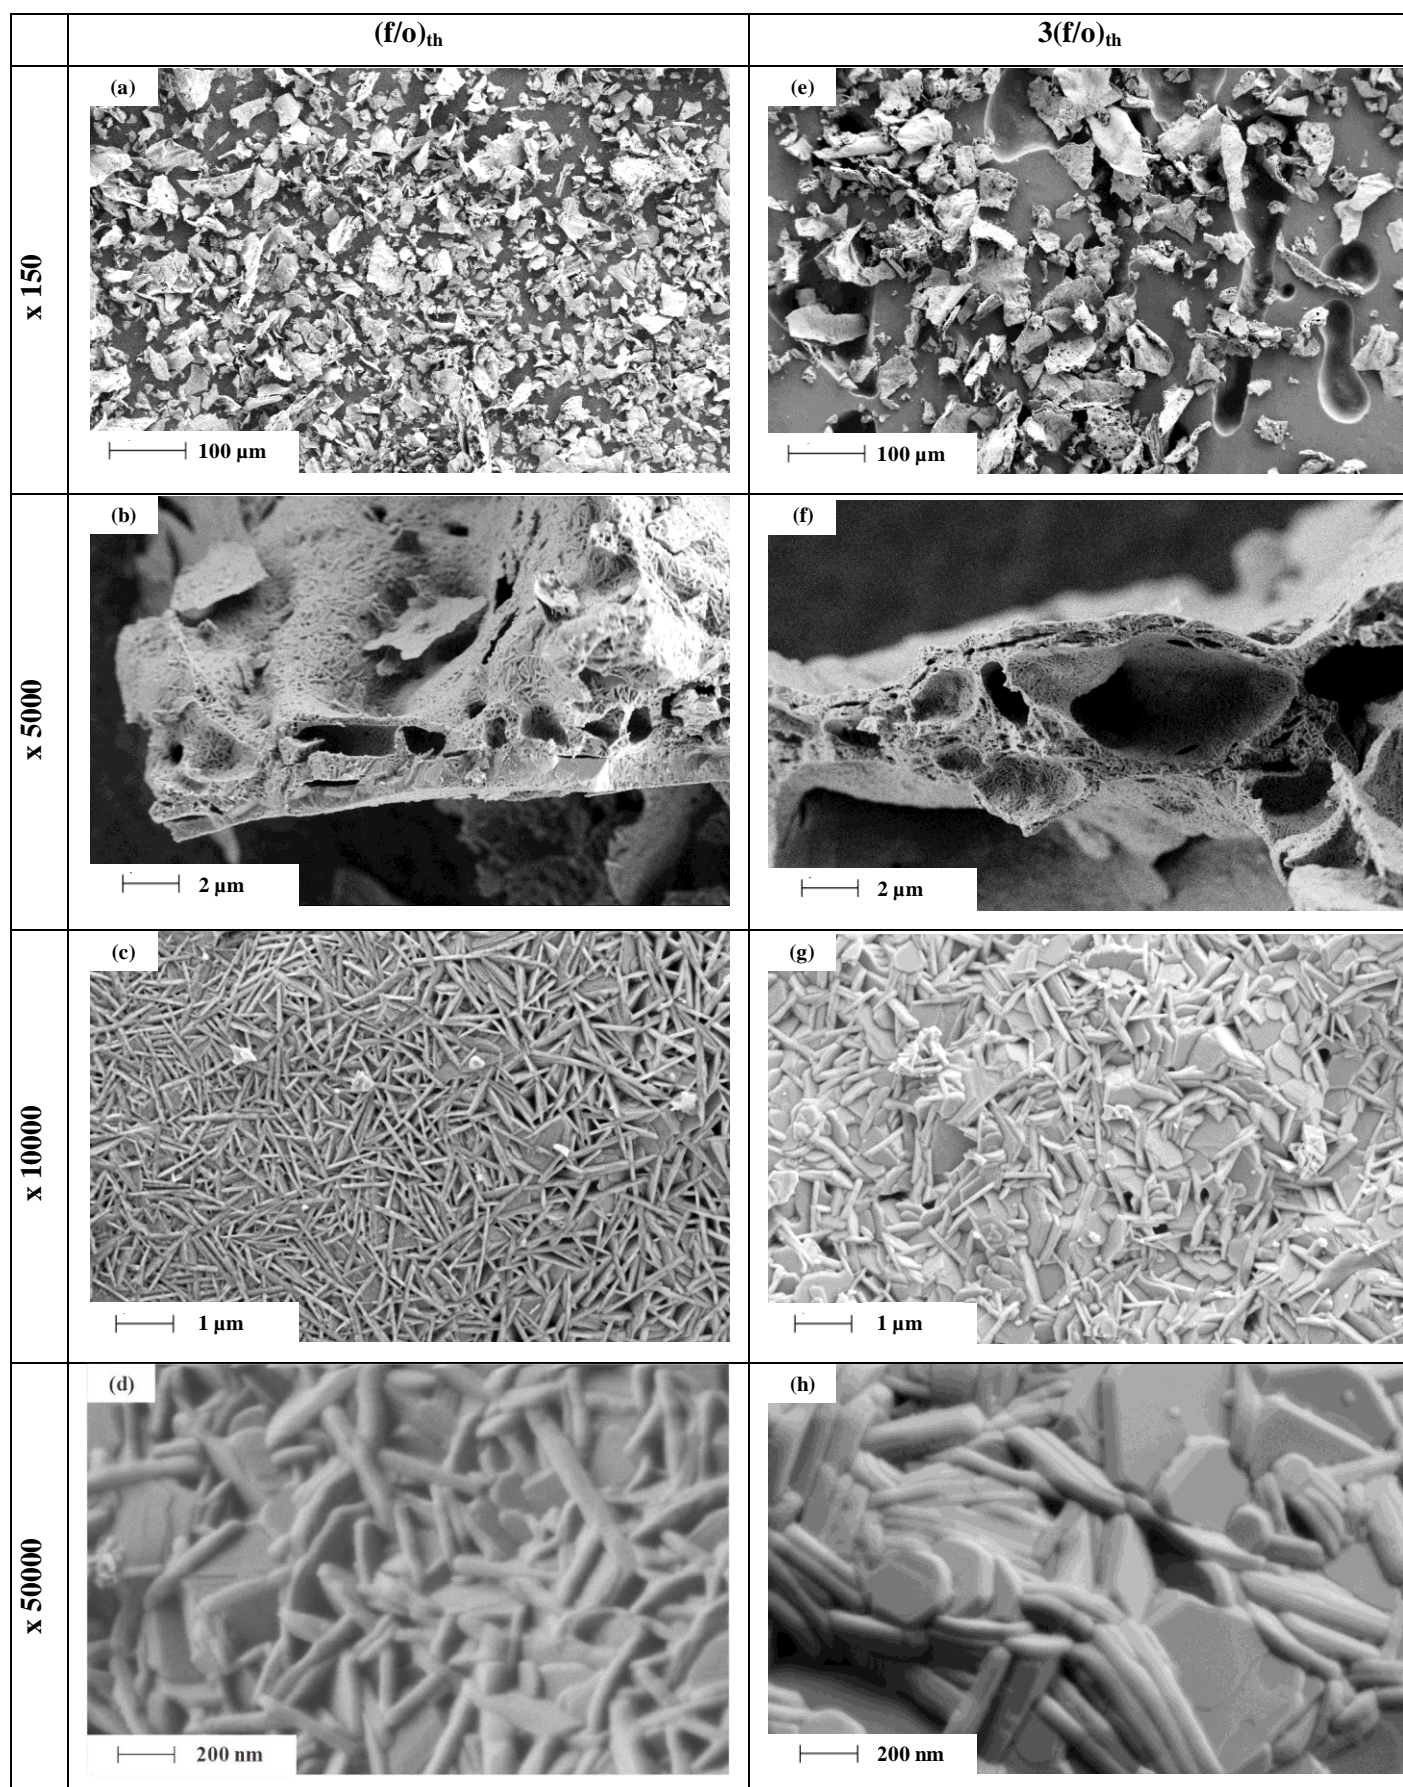 (f/o)th 3(f/o)th
x 150
(a)
100 µm
(e)
100 µm
x 5000
(b)
2 µm
(f)
2 µm
x 10000
(c)
1 µm
(g)
1 µm
x 50000
(d)
200 nm
(h)
200 nm